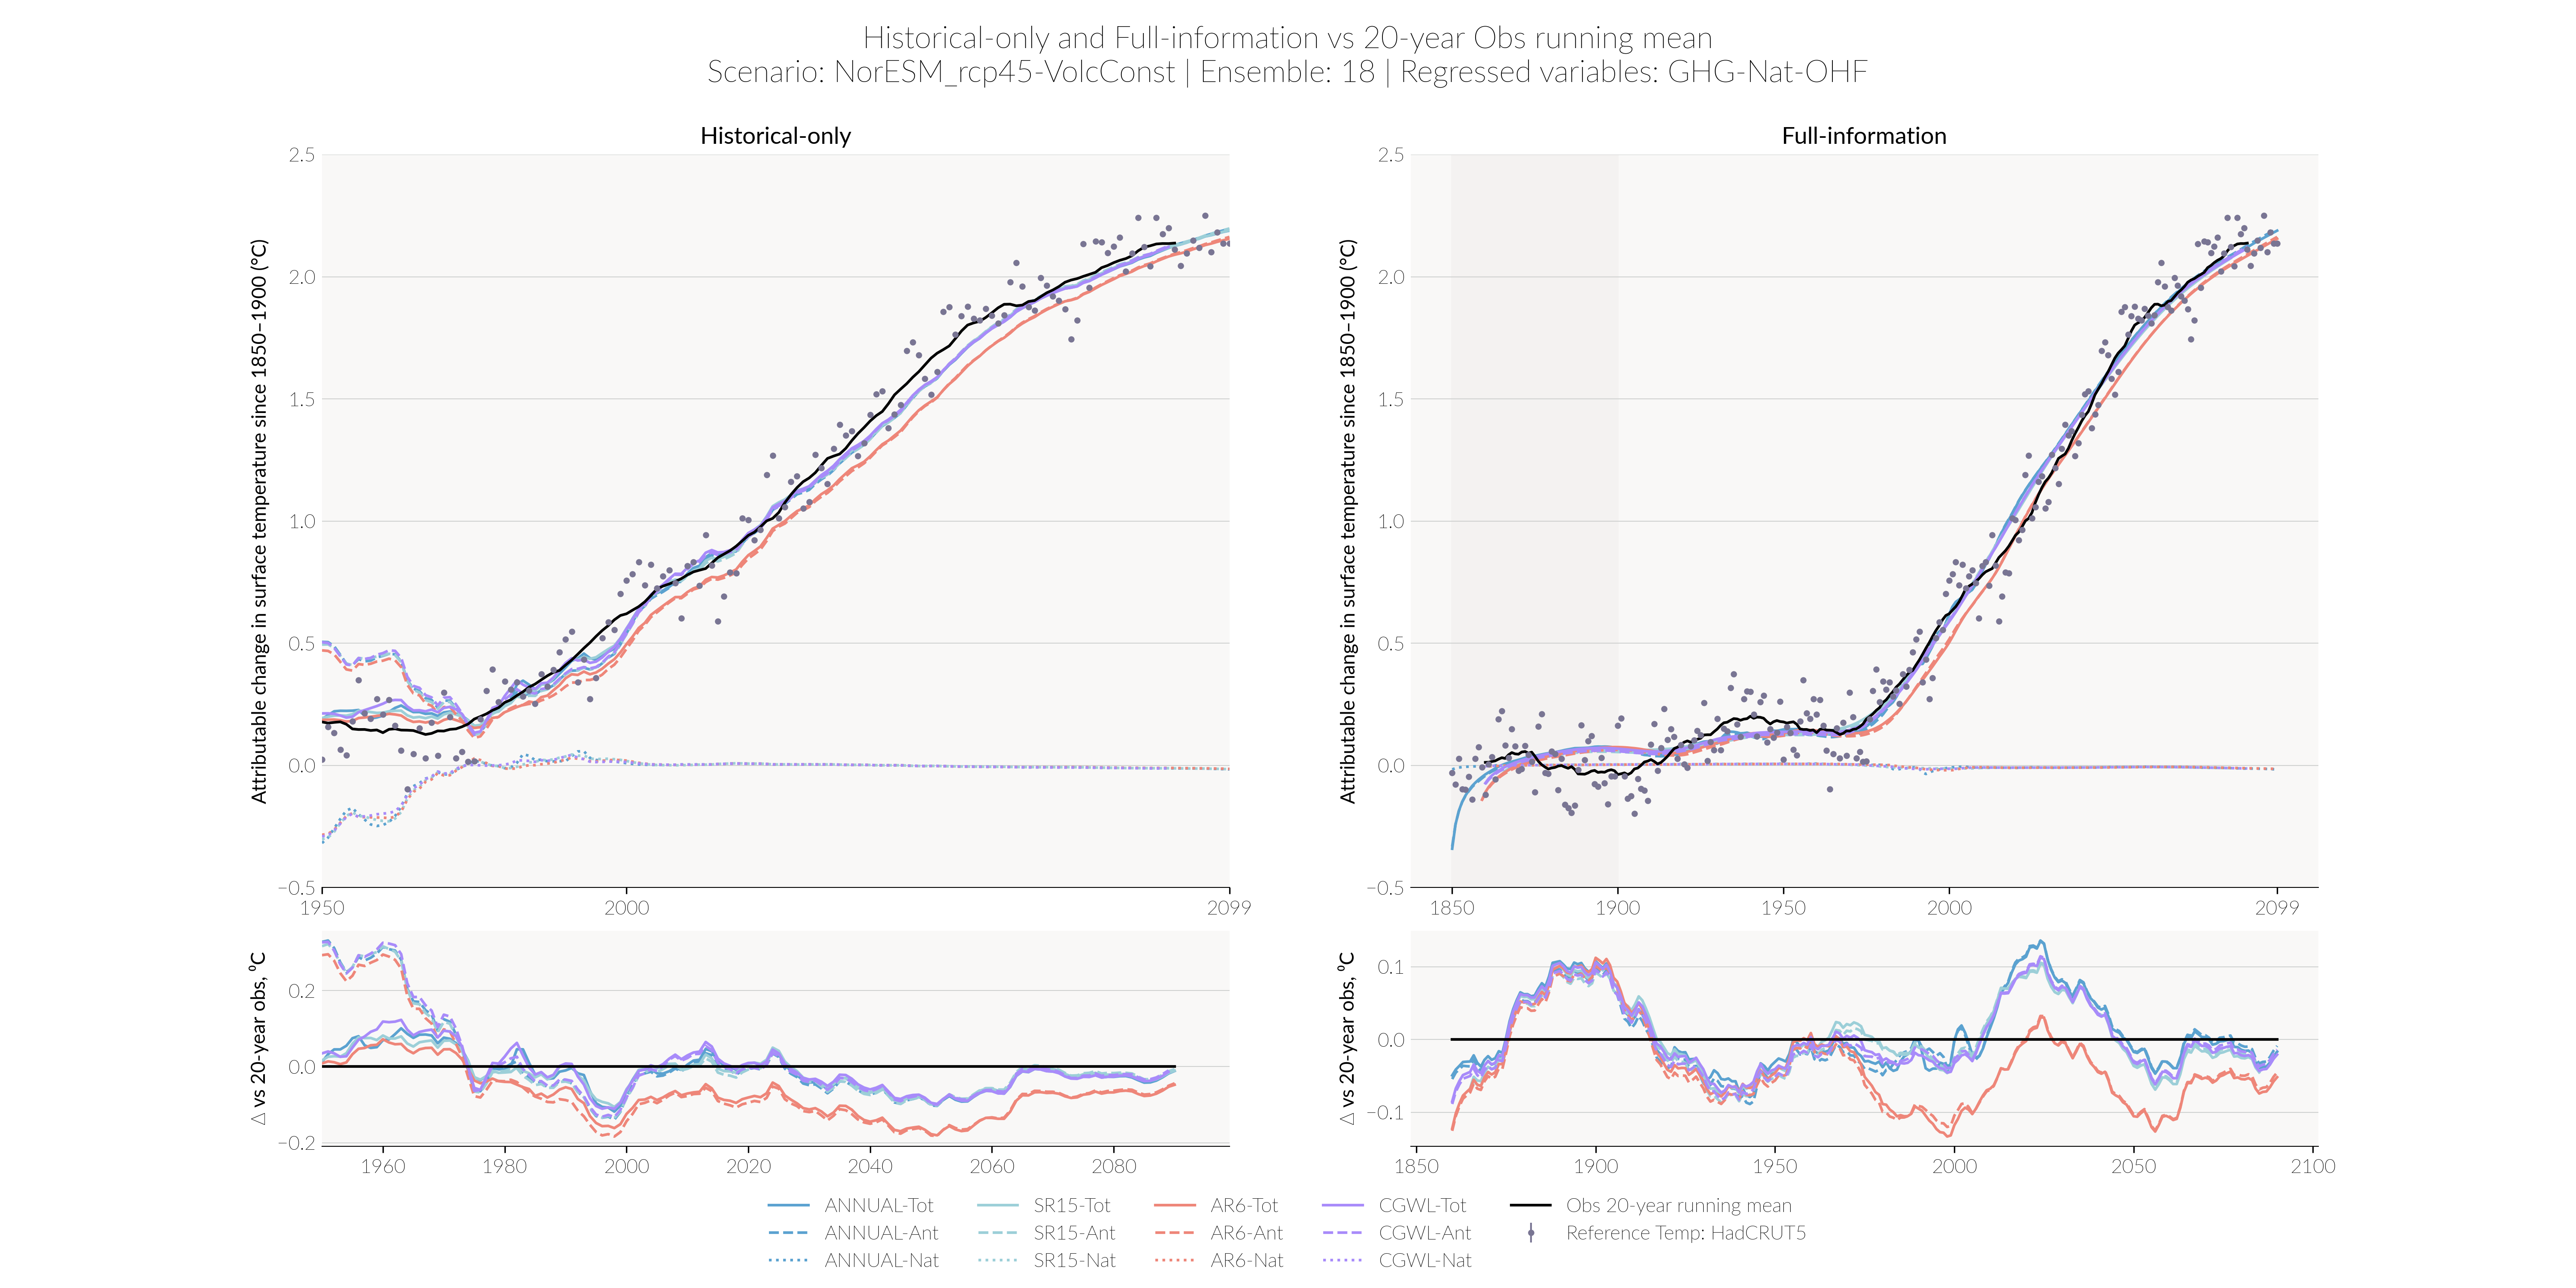 Historical-only and Full-information vs 20-year Obs running mean
Scenario: NorESM_rcp45-VolcConst | Ensemble: 18 | Regressed variables: GHG-Nat-OHF
Historical-only
Attributable change in surface temperature since 1850–1900 (°C)
2.5
2.0
1.5
1.0
0.5
0.0
−0.5
1950
2000
2099
Full-information
Attributable change in surface temperature since 1850–1900 (°C)
2.5
2.0
1.5
1.0
0.5
0.0
−0.5
1850
1900
1950
2000
2099
△ vs 20-year obs, ⁰C
0.2
0.0
−0.2
1960
1980
2000
2020
2040
2060
2080
△ vs 20-year obs, ⁰C
0.1
0.0
−0.1
1850
1900
1950
2000
2050
2100
ANNUAL-Tot
ANNUAL-Ant
ANNUAL-Nat
SR15-Tot
SR15-Ant
SR15-Nat
AR6-Tot
AR6-Ant
AR6-Nat
CGWL-Tot
CGWL-Ant
CGWL-Nat
Obs 20-year running mean
Reference Temp: HadCRUT5